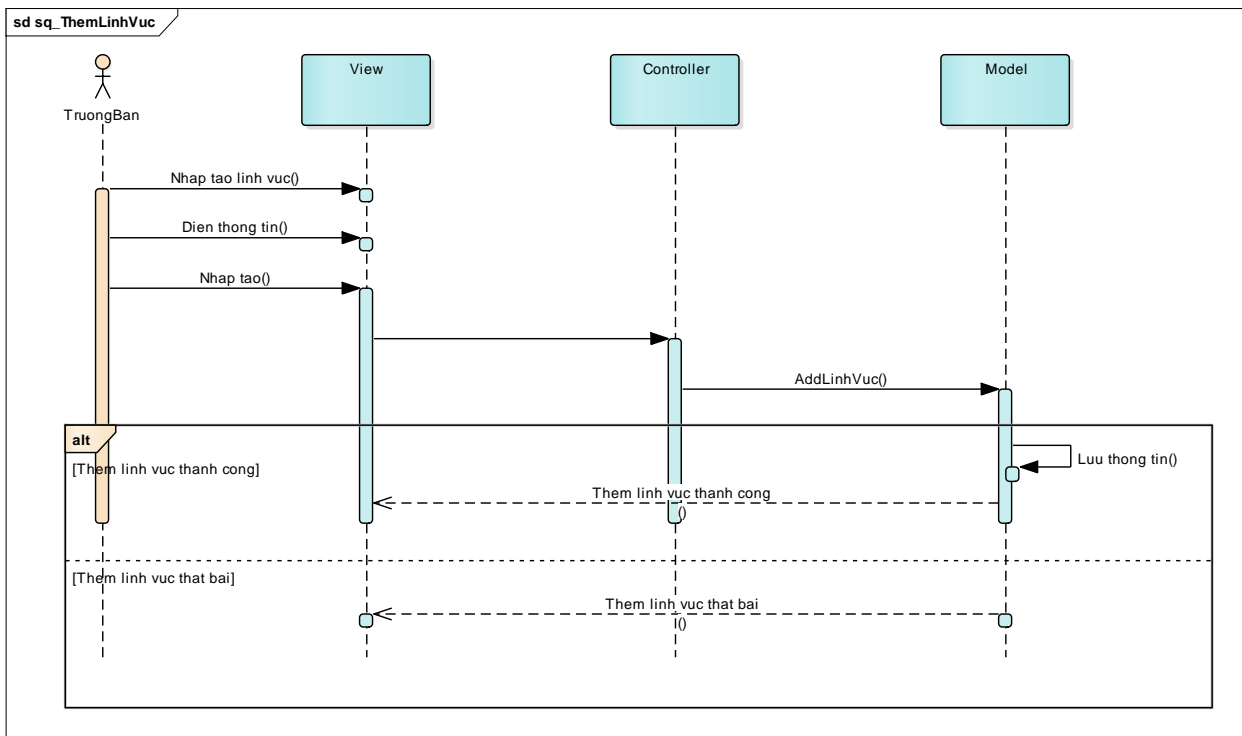 sd sq_ThemLinhVuc
TruongBan
View
Controller
Model
Nhap tao linh vuc()
Dien thong tin()
Nhap tao()
AddLinhVuc()
alt
[Them linh vuc thanh cong]
Luu thong tin()
Them linh vuc thanh cong
()
[Them linh vuc that bai]
Them linh vuc that bai
()